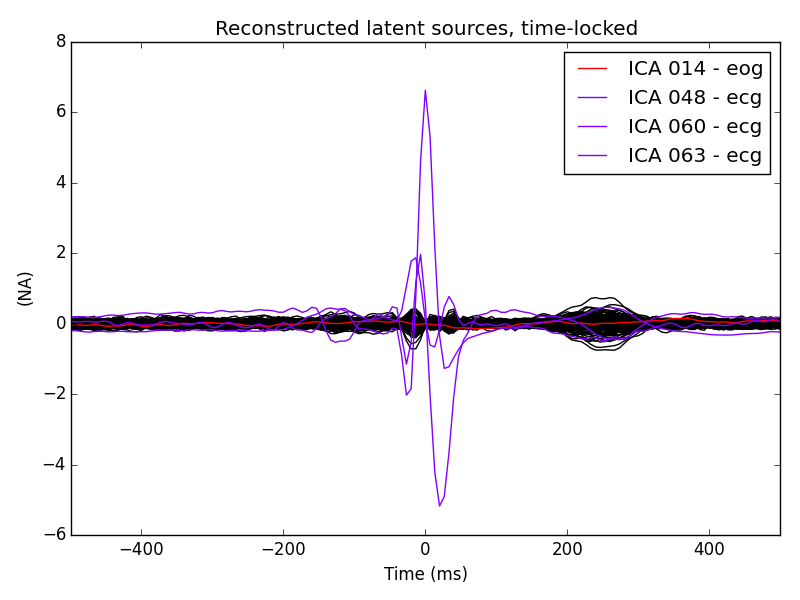 Reconstructed latent sources, time-locked
8
6
4
2
0
−2
−4
−6
(NA)
ICA 014 - eog
ICA 048 - ecg
ICA 060 - ecg
ICA 063 - ecg
−400 −200 0 200 400
Time (ms)